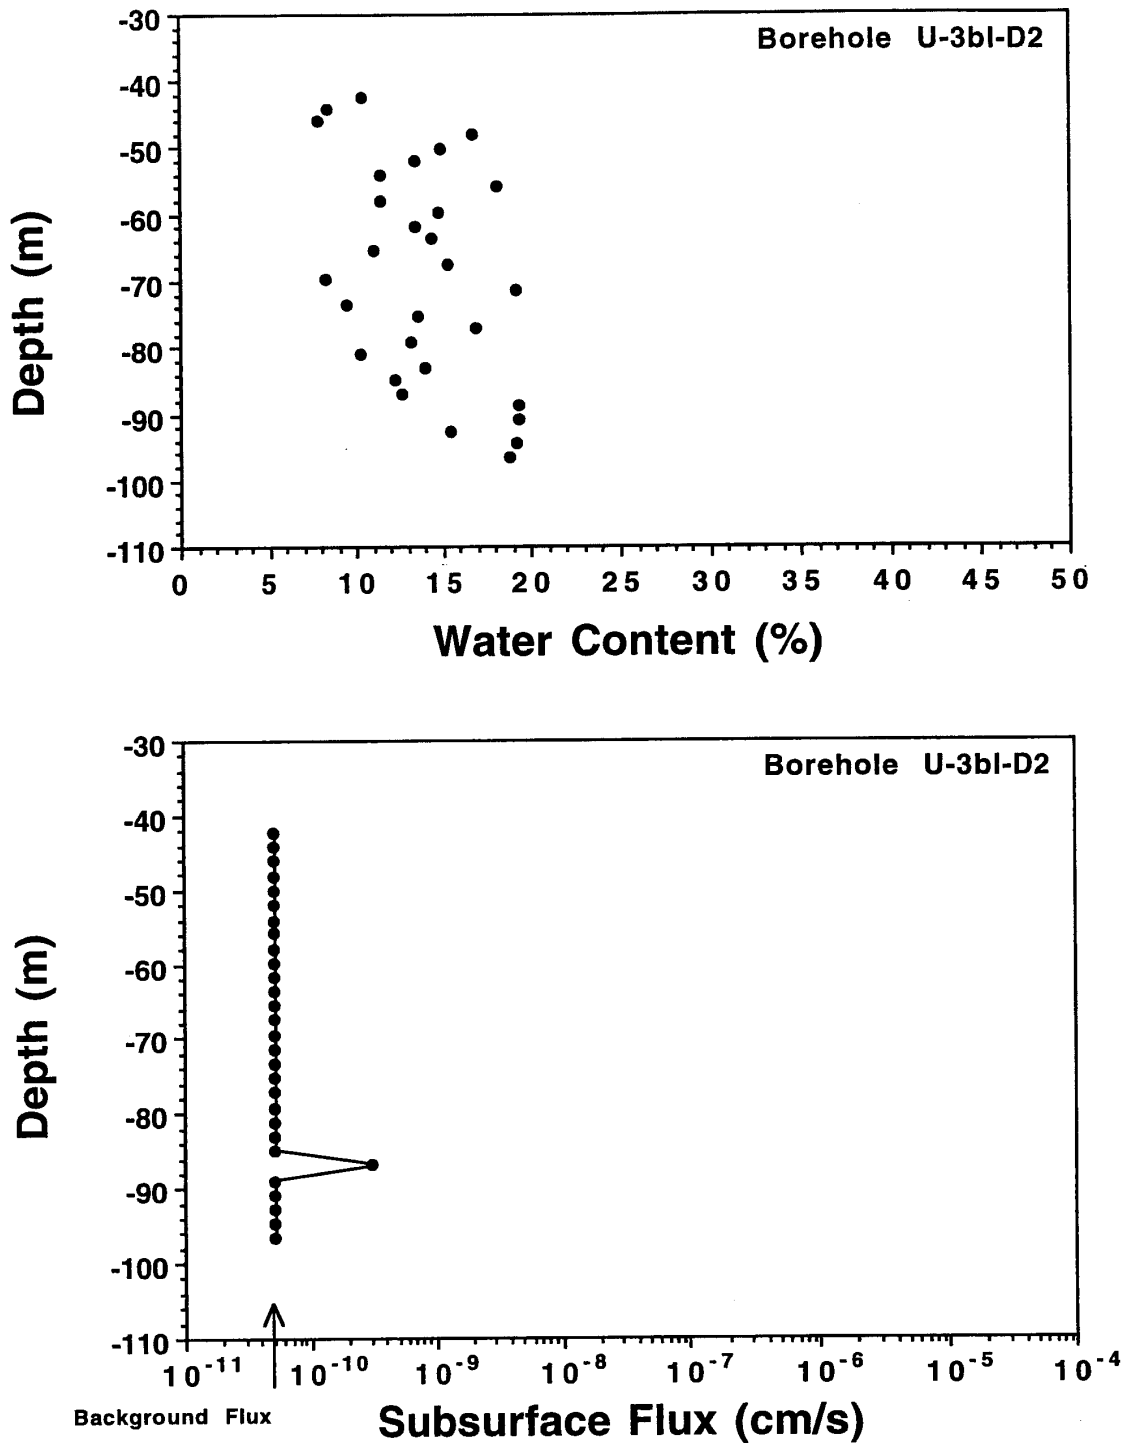 -30
Borehole U-3bl-D2
-40
-50
-60
-70
-80
-90
-100
-110
Depth (m)
0 5 10 15 20 25 30 35 40 45 50
Water Content (%)
-30
Borehole U-3bl-D2
-40
-50
-60
-70
-80
-90
-100
-110
Depth (m)
10-11 10-10 10-9 10-8 10-7 10-6 10-5 10-4
Background Flux
Subsurface Flux (cm/s)